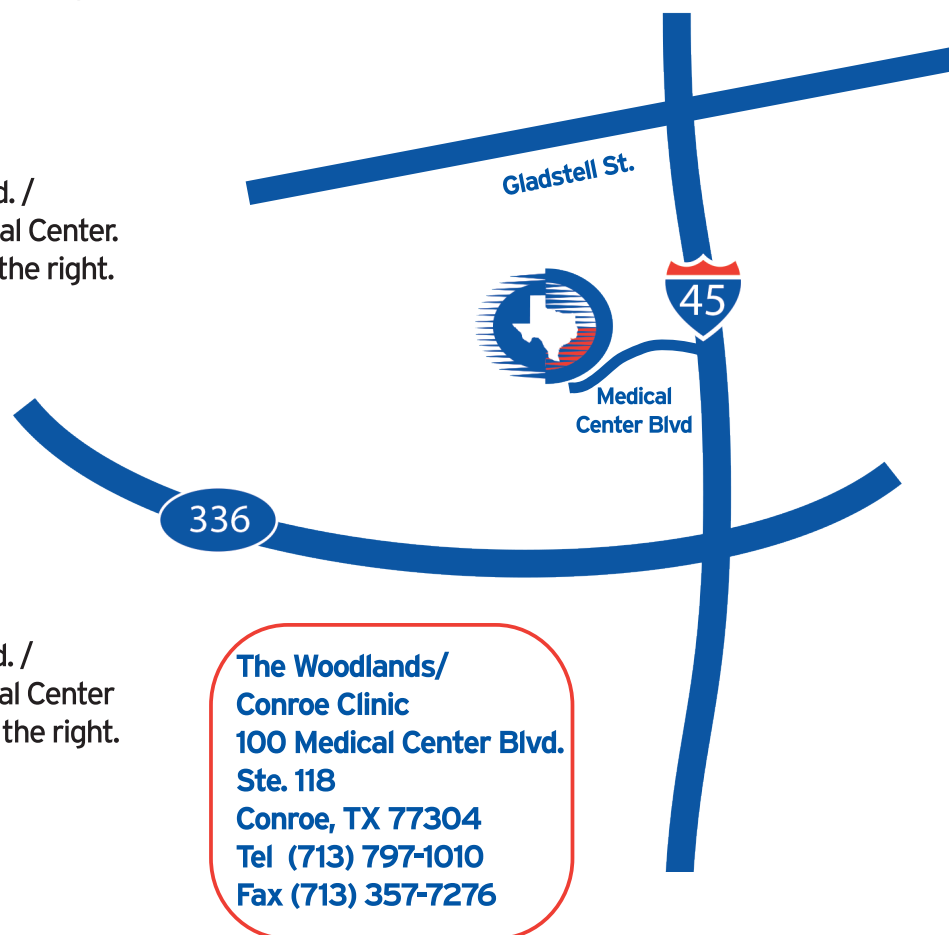 Gladstell St.
d. /
al Center.
the right.
45
Medical
Center Blvd
336
d. /
al Center
the right.
The Woodlands/
Conroe Clinic
100 Medical Center Blvd.
Ste. 118
Conroe, TX 77304
Tel (713) 797-1010
Fax (713) 357-7276